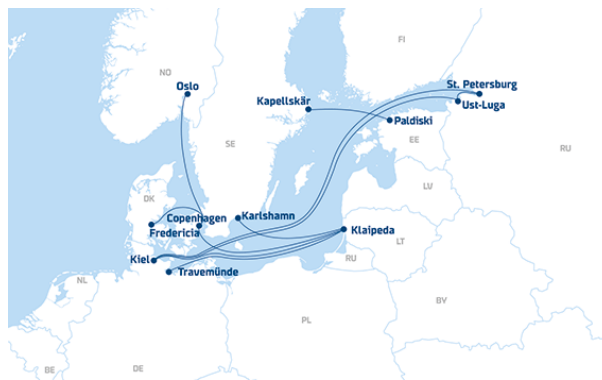 FI
NO
Oslo
St. Petersburg
Kapellskär
Ust-Luga
Paldiski
SE
EE
RU
LV
DK
Copenhagen
Karlshamn
Fredericia
Klaipeda
LT
Kiel
RU
Travemünde
NL
BY
PL
BE
DE